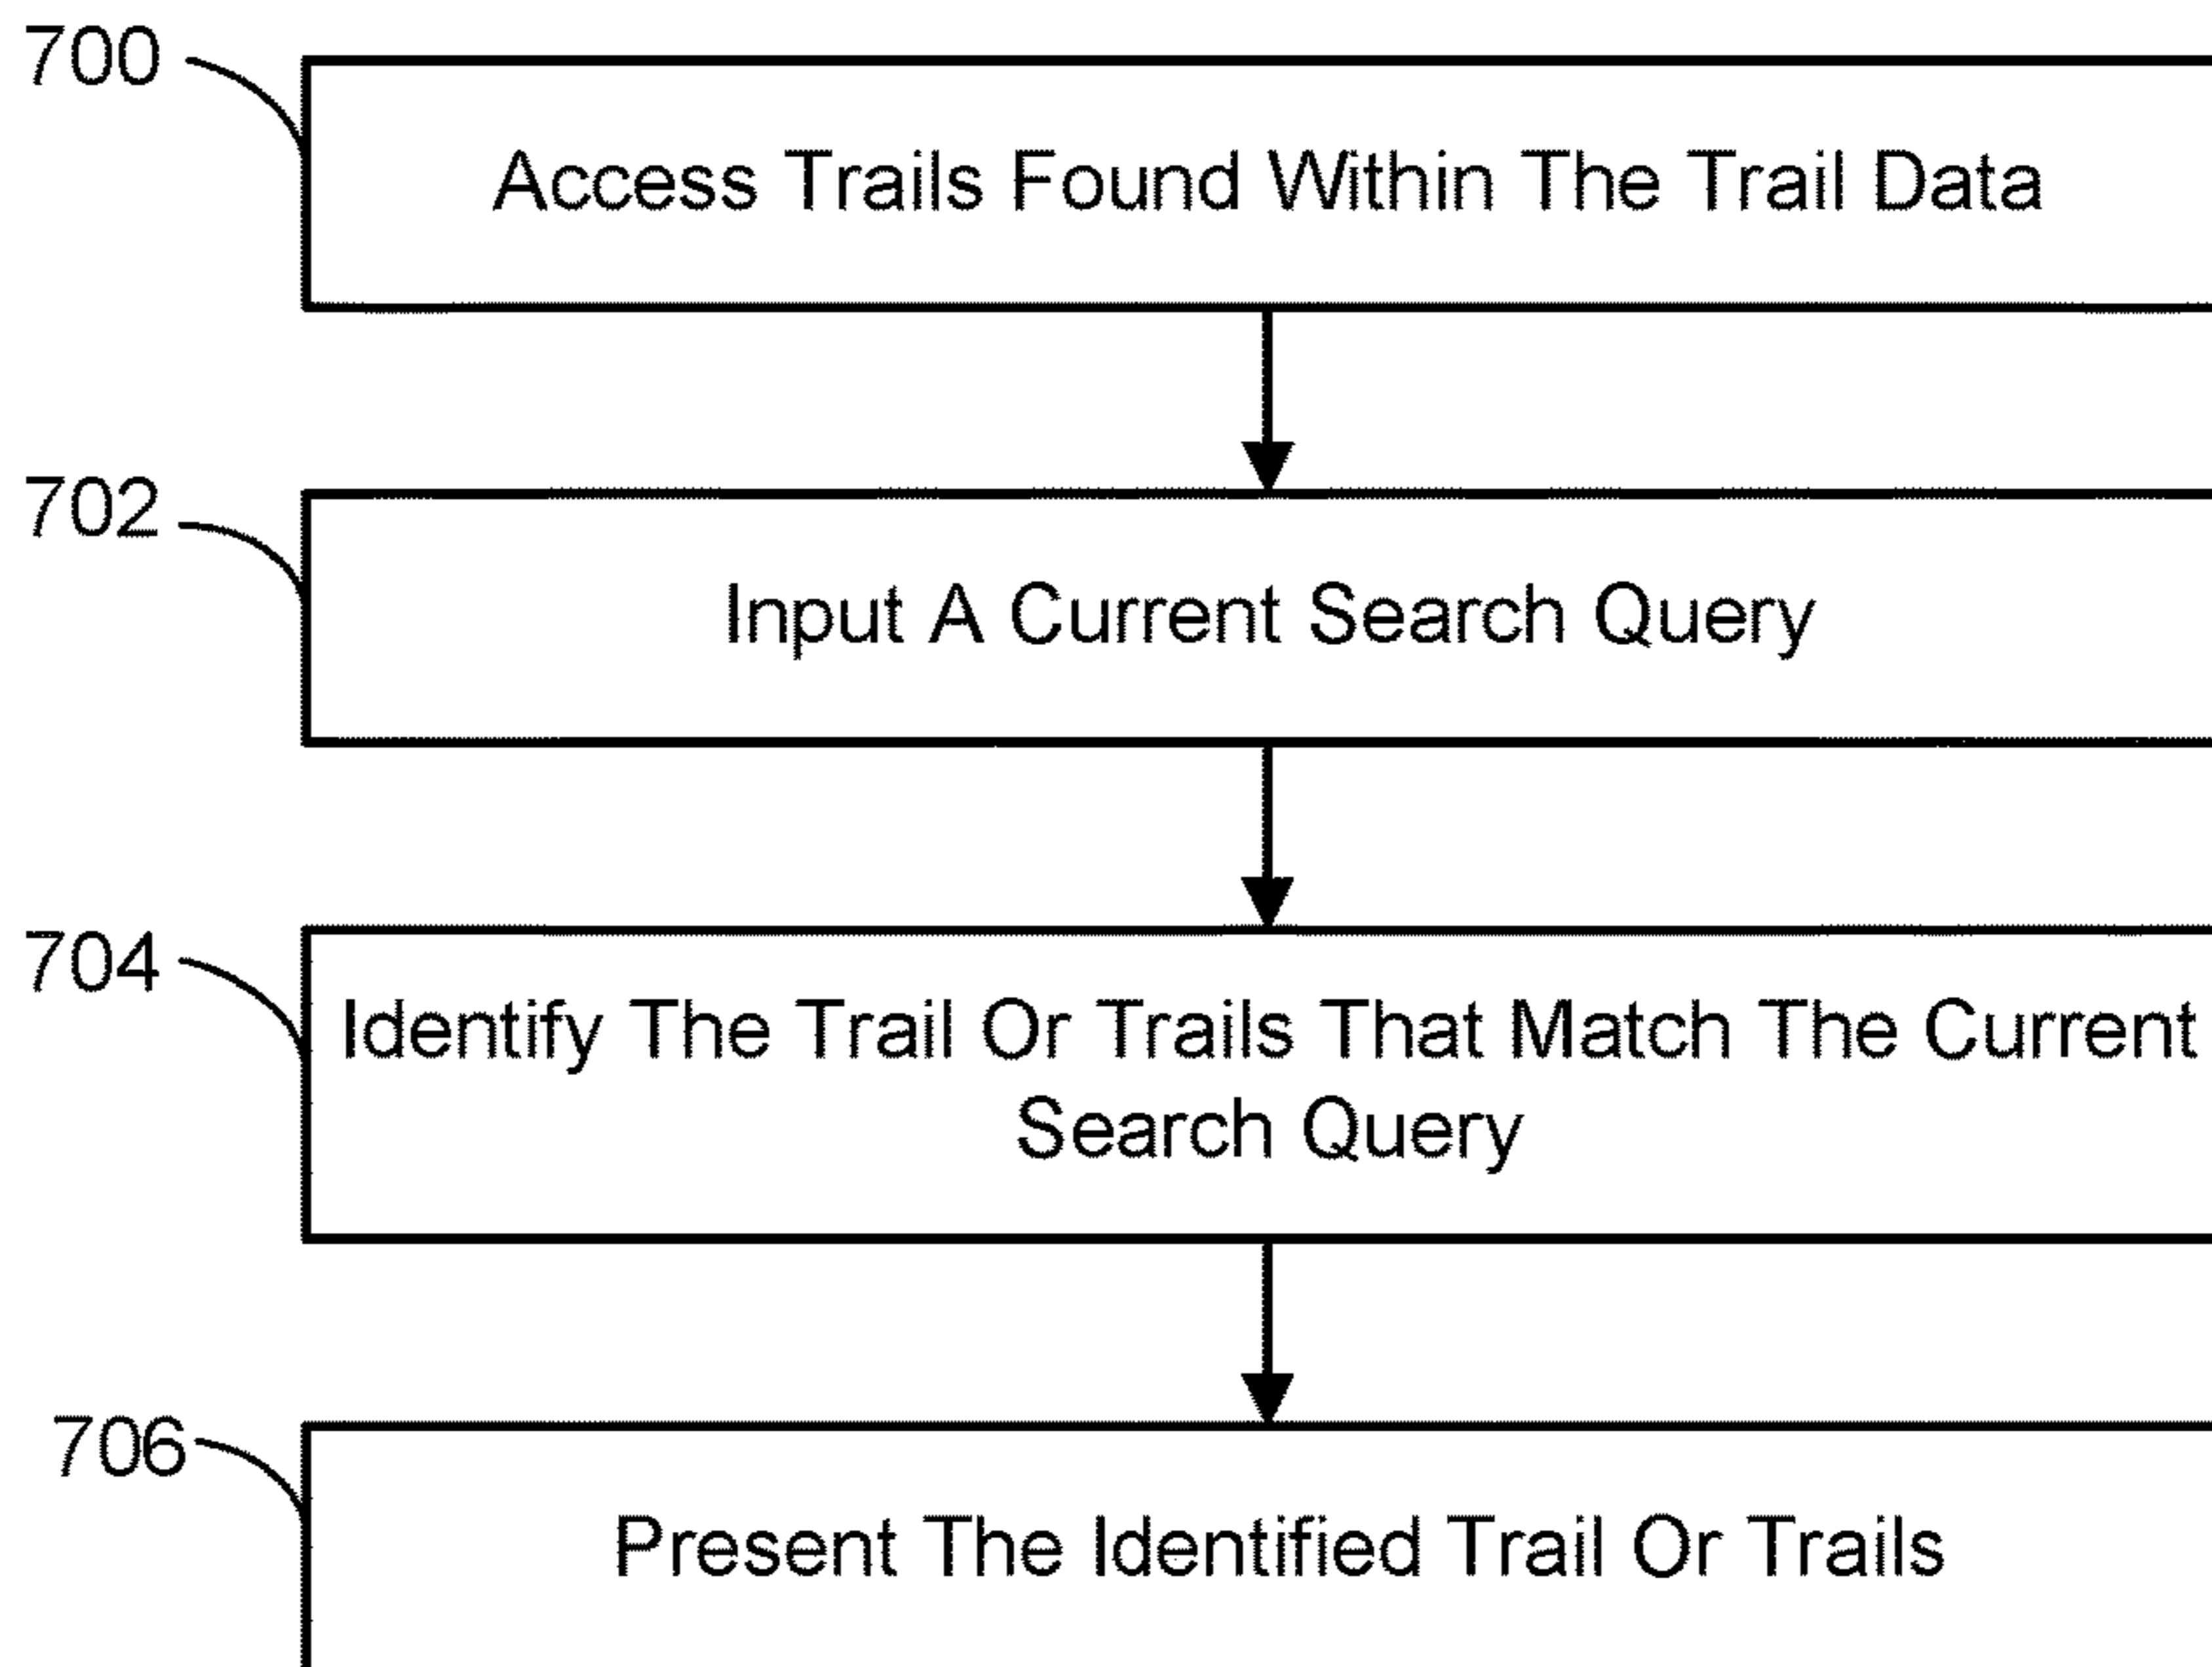 700
Access Trails Found Within The Trail Data
702
Input A Current Search Query
704
Identify The Trail Or Trails That Match The Current
Search Query
706
Present The Identified Trail Or Trails